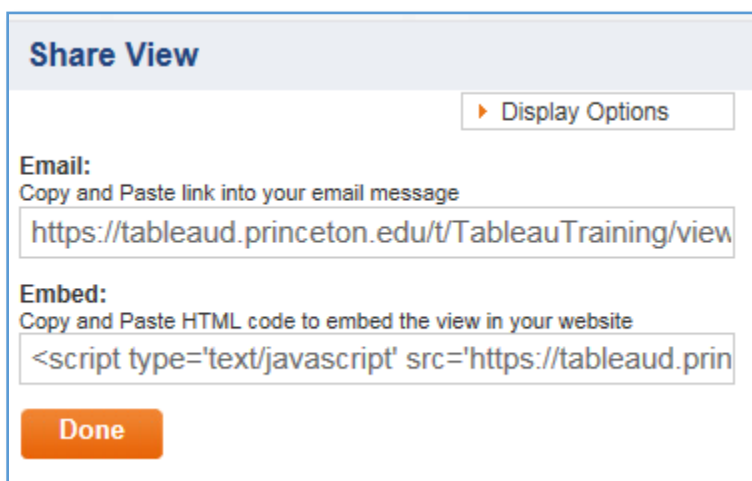 Share View
Display Options
Email:
Copy and Paste link into your email message
https://tableaud.princeton.edu/t/TableauTraining/view
Embed:
Copy and Paste HTML code to embed the view in your website
<script type='text/javascript' src='https://tableaud.prin
Done